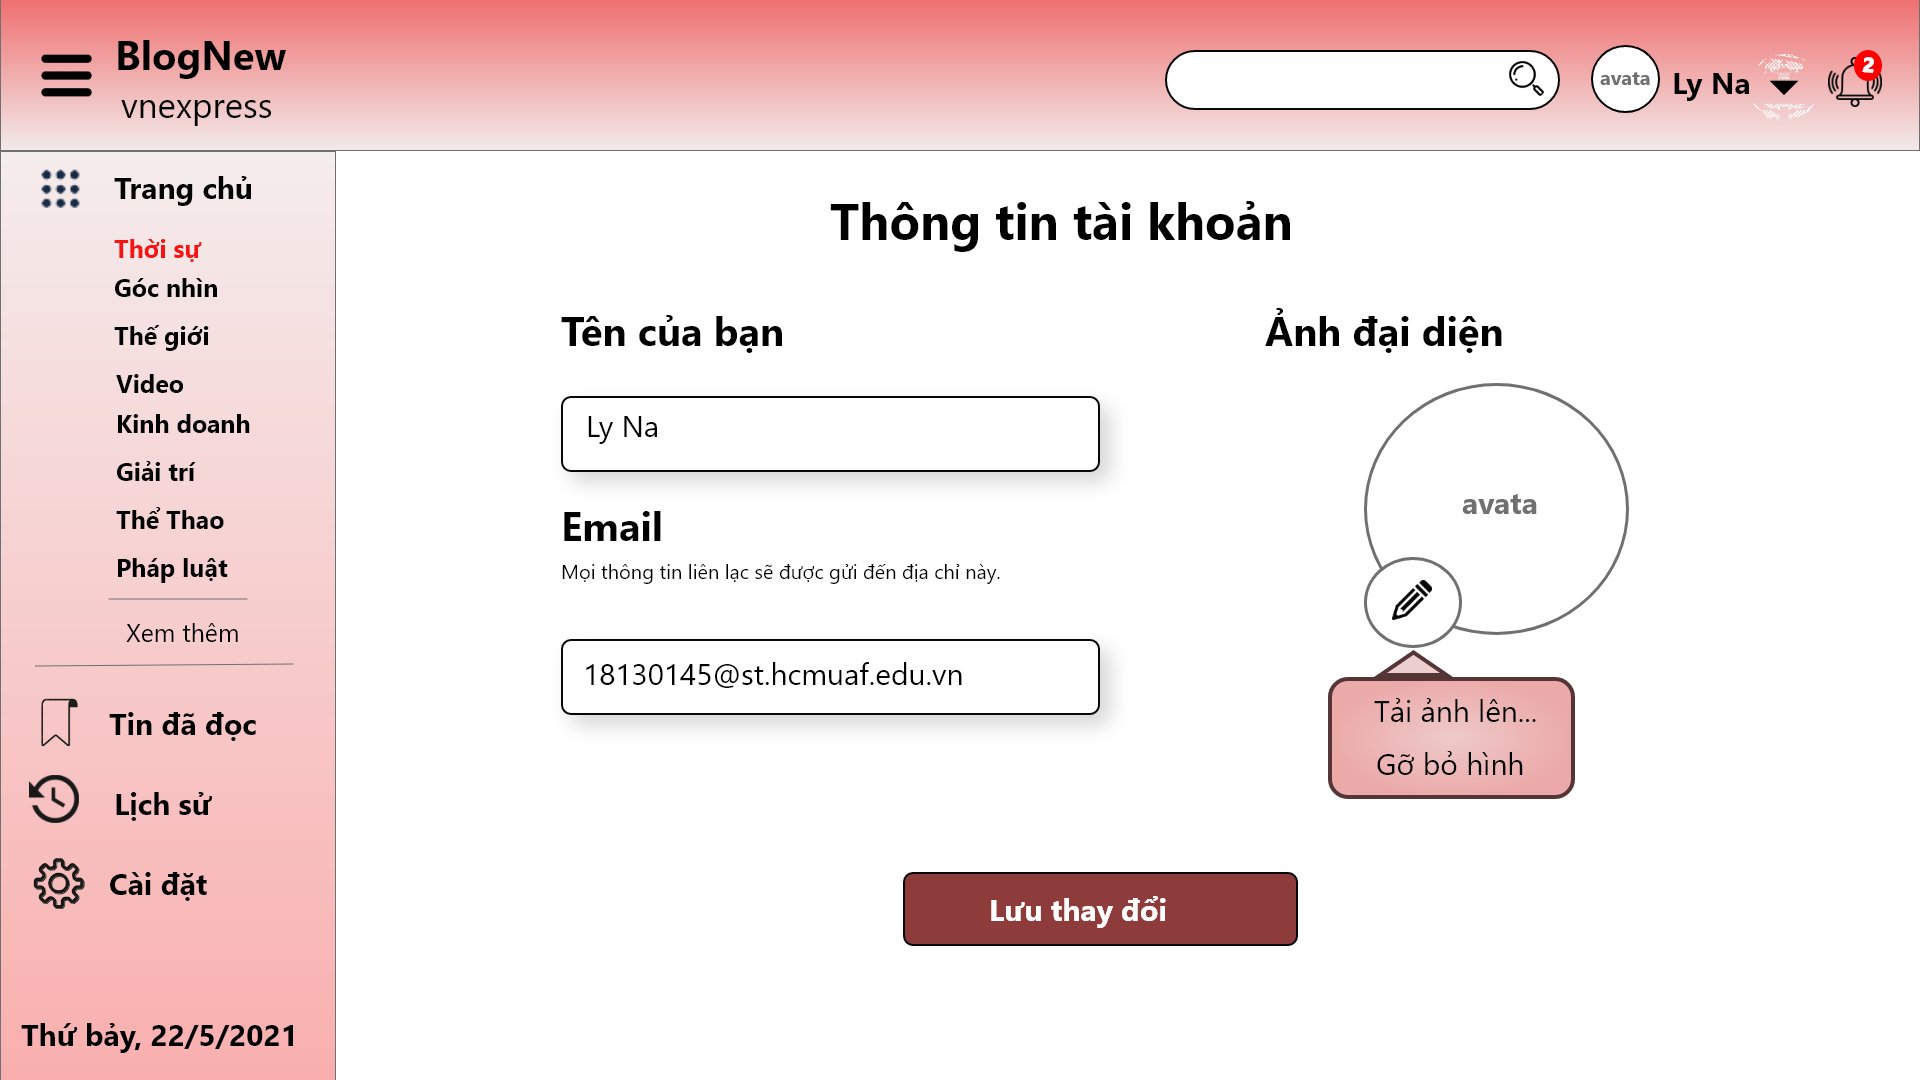 BlogNew
vnexpress
avata
Ly Na
2
Trang chủ
Thời sự
Góc nhìn
Thế giới
Video
Kinh doanh
Giải trí
Thể Thao
Pháp luật
Xem thêm
Tin đã đọc
Lịch sử
Cài đặt
Thứ bảy, 22/5/2021
Thông tin tài khoản
Tên của bạn
Ly Na
Email
Mọi thông tin liên lạc sẽ được gửi đến địa chỉ này.
18130145@st.hcmuaf.edu.vn
Ảnh đại diện
avata
Tải ảnh lên...
Gỡ bỏ hình
Lưu thay đổi